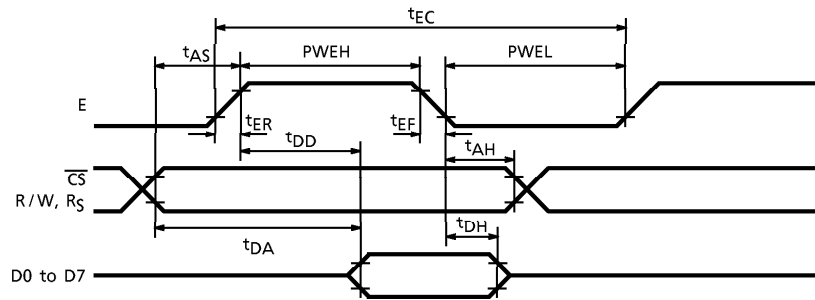 tEC
tAS PWEH PWEL
E
tER tEF
tDD tAH
CS
R/W, RS
tDH
tDA
D0 to D7